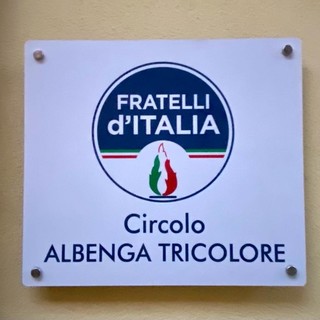 FRATELLI
d'ITALIA
Circolo
ALBENGA TRICOLORE